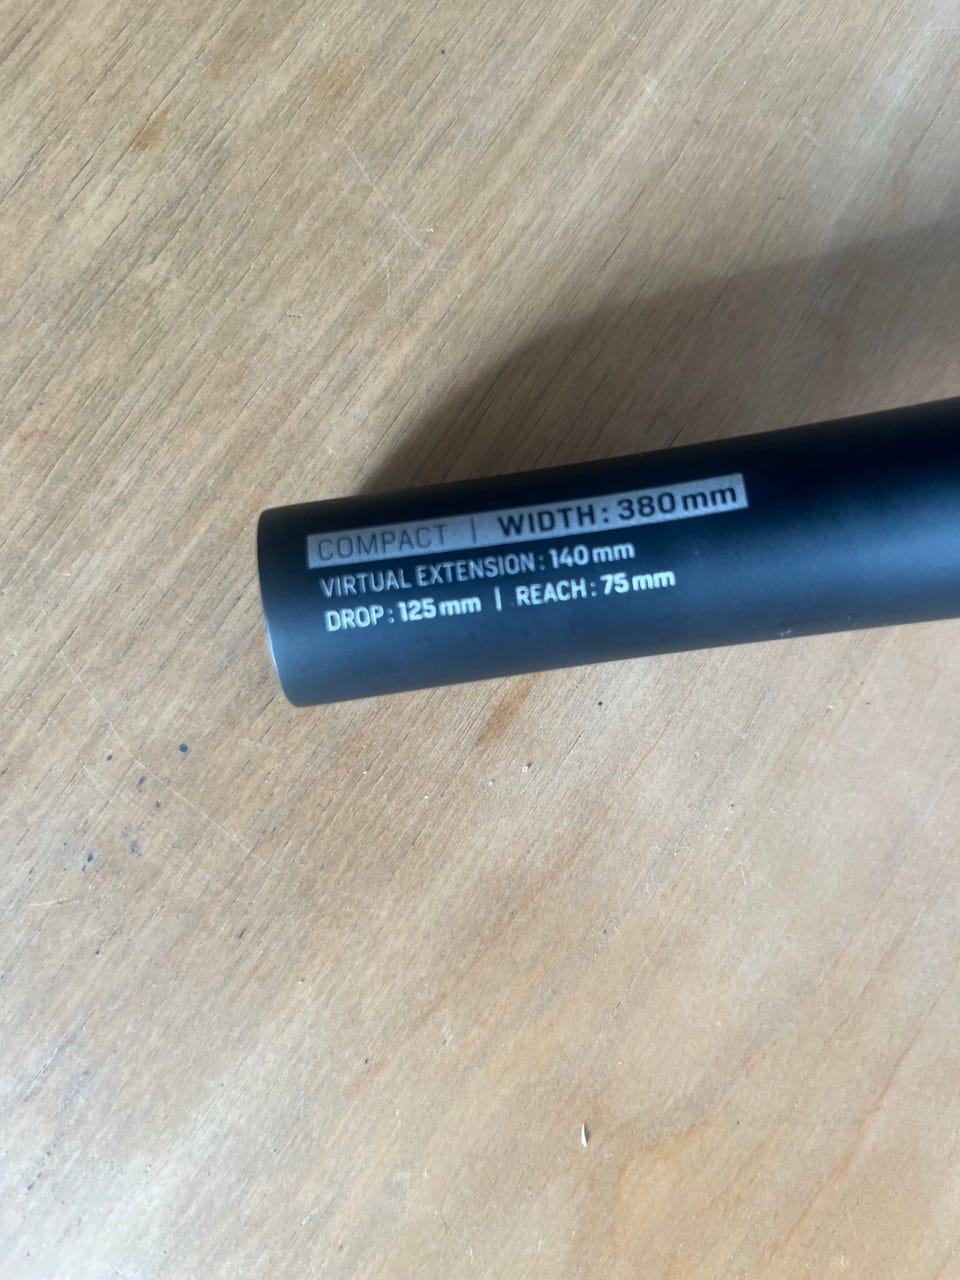 COMPACT | WIDTH: 380 mm
VIRTUAL EXTENSION: 140 mm
DROP: 125 mm | REACH: 75 mm